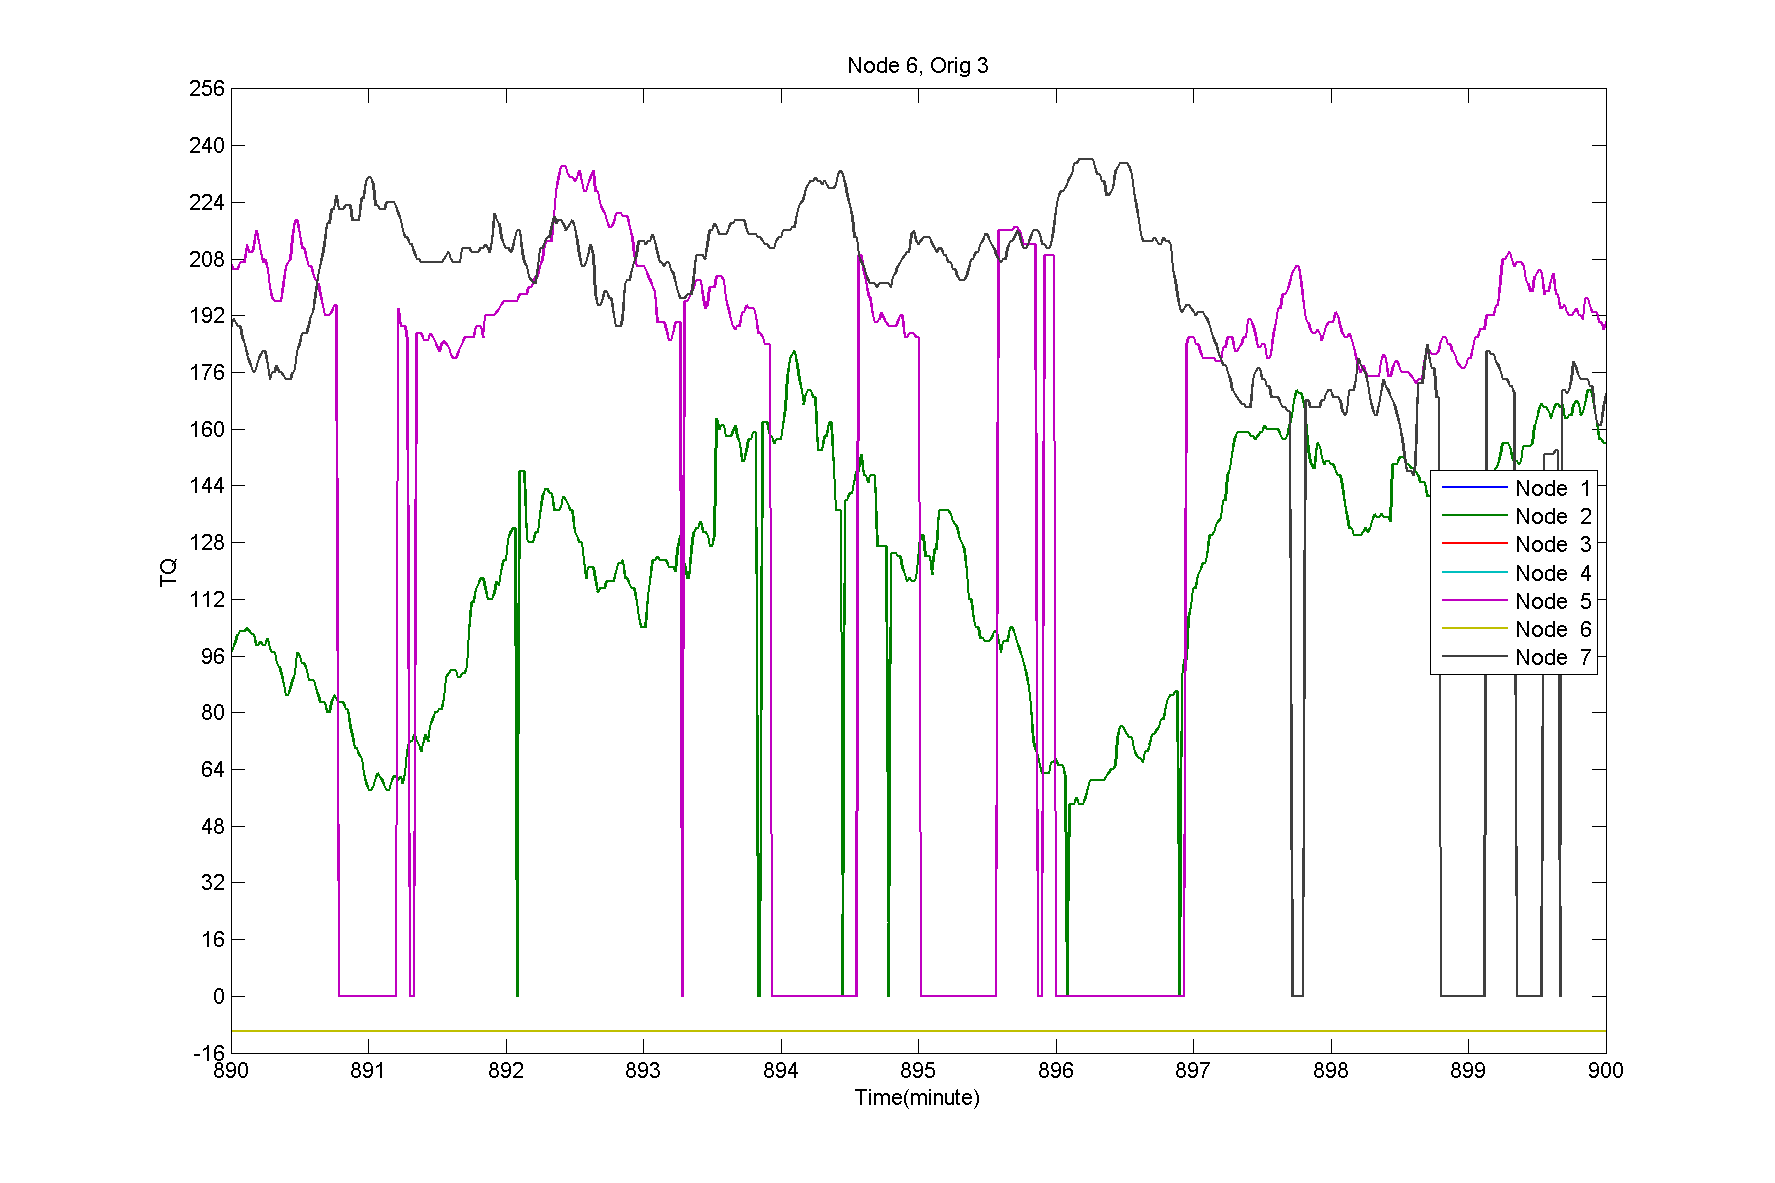 Node 6, Orig 3
256
240
224
208
192
176
160
144
128
112
96
80
64
48
32
16
0
-16
TQ
Node 1
Node 2
Node 3
Node 4
Node 5
Node 6
Node 7
890 891 892 893 894 895 896 897 898 899 900
Time(minute)